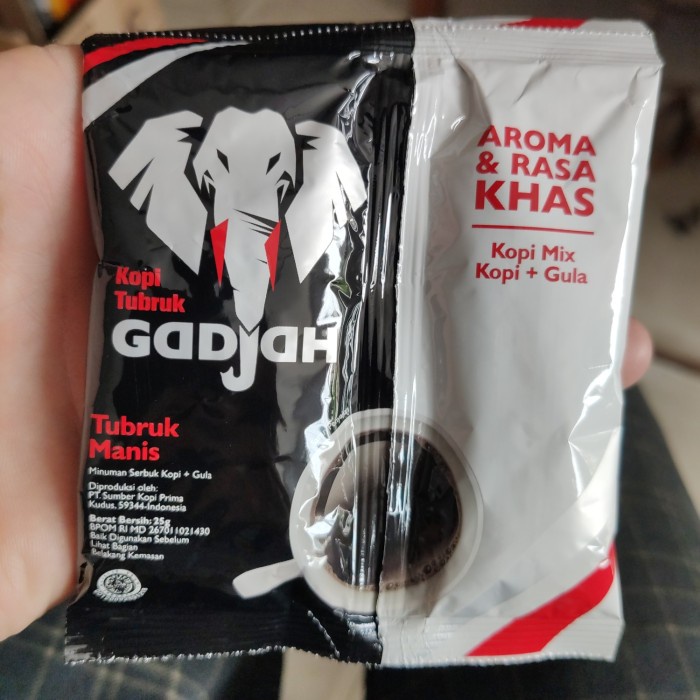 Kopi
Tubruk
GADJAH
Tubruk
Manis
Minuman Serbuk Kopi + Gula
Diproduksi oleh:
PT. Sumber Kopi Prima
Kudus, 59344-Indonesia
Berat Bersih: 25g
BPOM RI MD 267011021430
Baik Digunakan Sebelum
Lihat Bagian
Belakang Kemasan
AROMA
& RASA
KHAS
Kopi Mix
Kopi + Gula